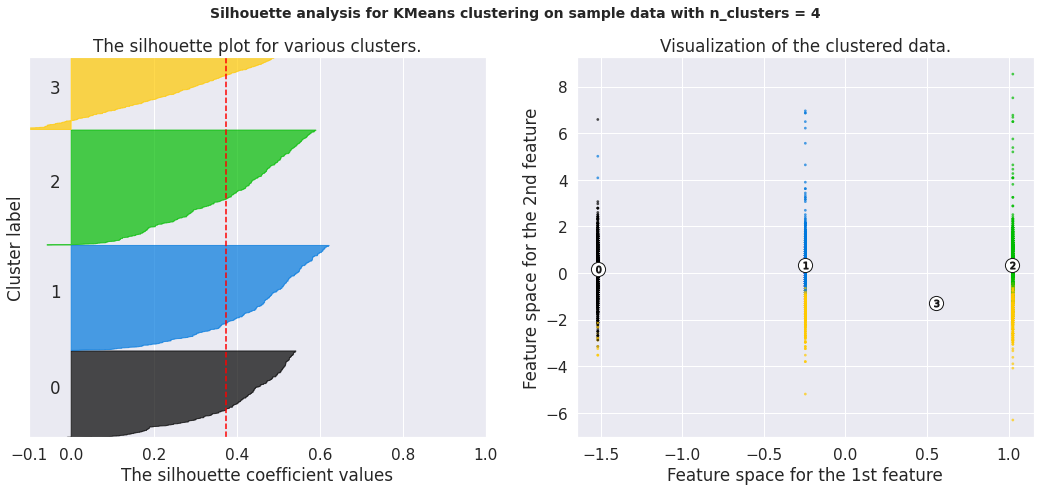 Silhouette analysis for KMeans clustering on sample data with n_clusters = 4
The silhouette plot for various clusters.
Cluster label
3
2
1
0
−0.1 0.0 0.2 0.4 0.6 0.8 1.0
The silhouette coefficient values
Visualization of the clustered data.
Feature space for the 2nd feature
8
6
4
2
0
−2
−4
−6
0 1 2
3
−1.5 −1.0 −0.5 0.0 0.5 1.0
Feature space for the 1st feature